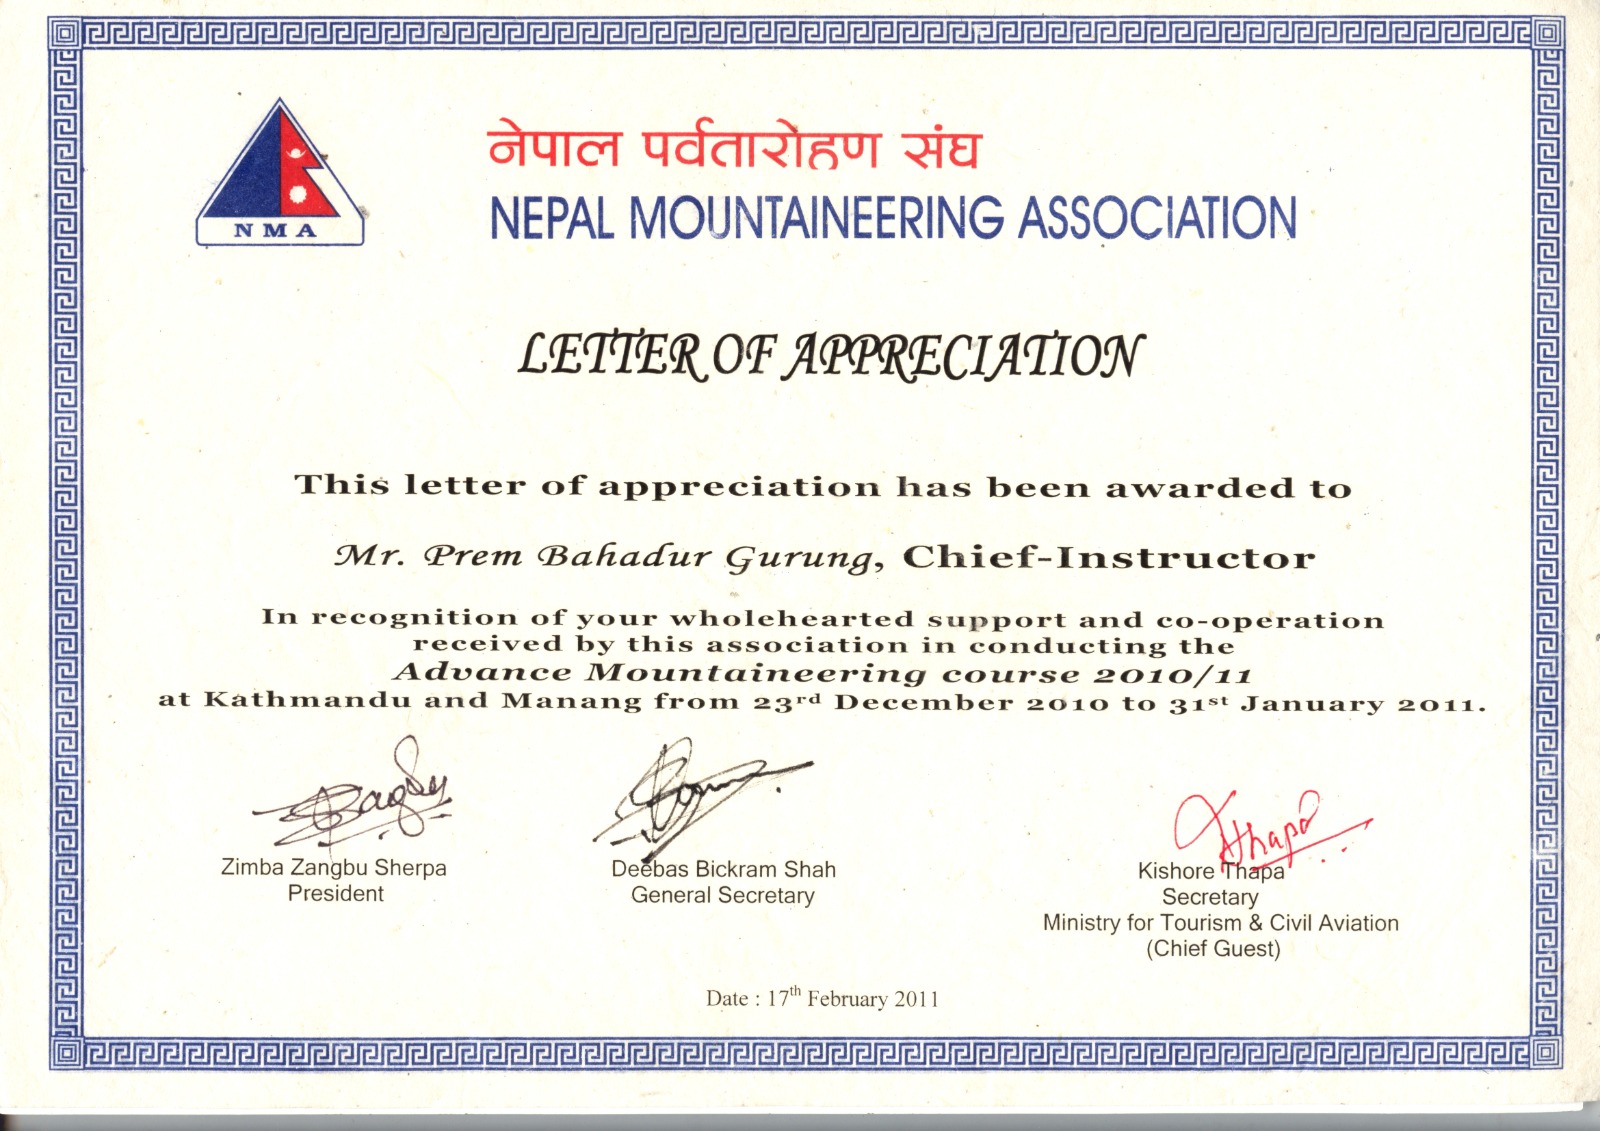 नेपाल पर्वतारोहण संघ
NEPAL MOUNTAINEERING ASSOCIATION
NMA
LETTER OF APPRECIATION
This letter of appreciation has been awarded to
Mr. Prem Bahadur Gurung, Chief-Instructor
In recognition of your wholehearted support and co-operation
received by this association in conducting the
Advance Mountaineering course 2010/11
at Kathmandu and Manang from 23rd December 2010 to 31st January 2011.
Thapa
Zimba Zangbu Sherpa
President
Deebas Bickram Shah
General Secretary
Kishore Thapa
Secretary
Ministry for Tourism & Civil Aviation
(Chief Guest)
Date : 17th February 2011